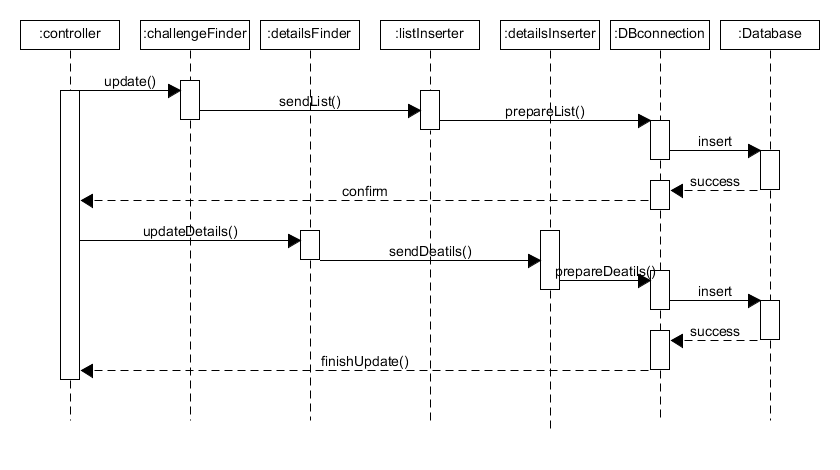 :controller
:challengeFinder
:detailsFinder
:listInserter
:detailsInserter
:DBconnection
:Database
update()
sendList()
prepareList()
insert
success
confirm
updateDetails()
sendDeatils()
prepareDeatils()
insert
success
finishUpdate()